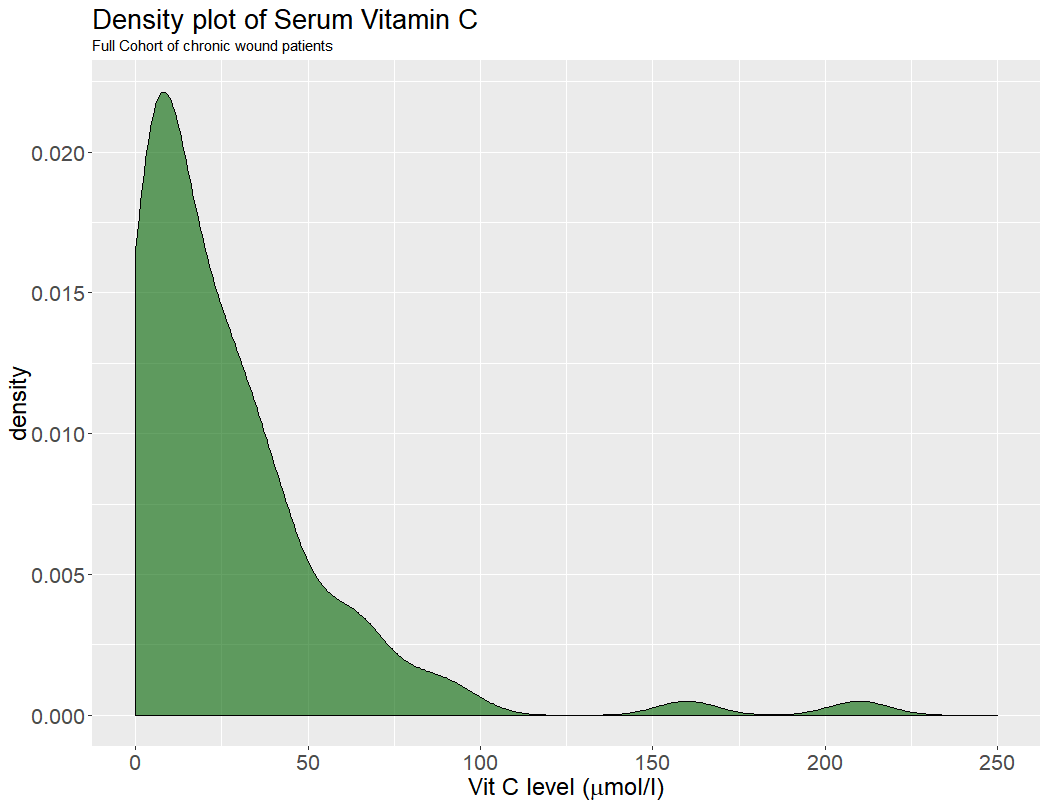 Density plot of Serum Vitamin C
Full Cohort of chronic wound patients
density
0.020
0.015
0.010
0.005
0.000
0 50 100 150 200 250
Vit C level (μmol/l)